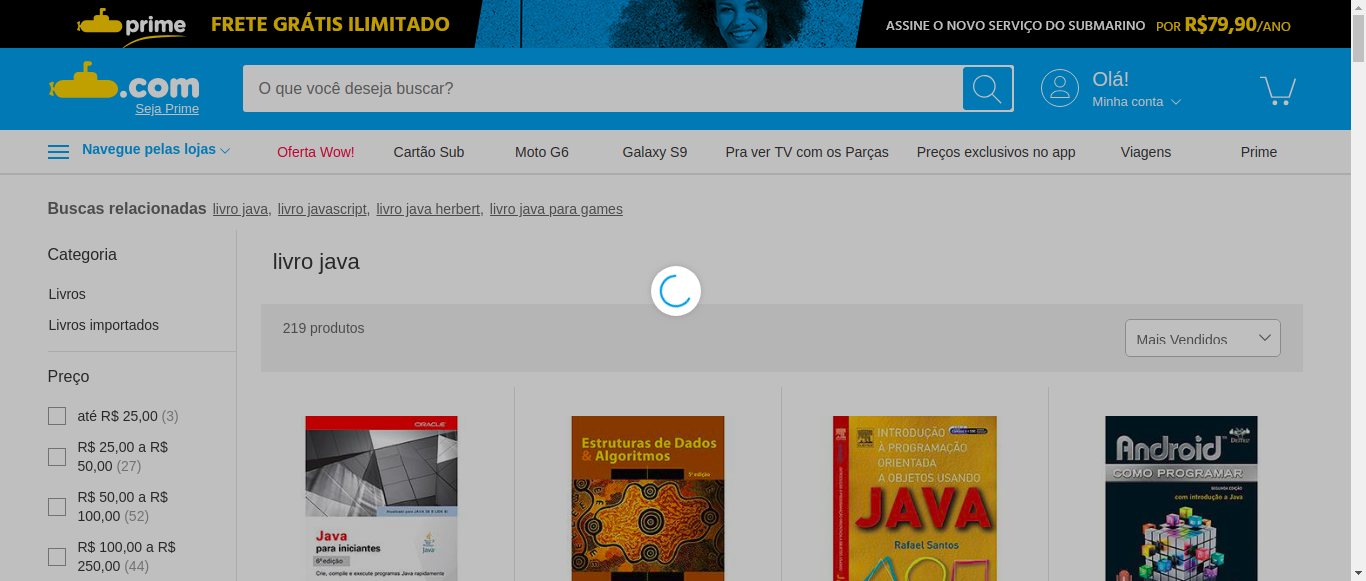 prime FRETE GRÁTIS ILIMITADO ASSINE O NOVO SERVIÇO DO SUBMARINO POR R$79,90/ANO
.com
Seja Prime
O que você deseja buscar?
Olá!
Minha conta
Navegue pelas lojas
Oferta Wow!
Cartão Sub
Moto G6
Galaxy S9
Pra ver TV com os Parças
Preços exclusivos no app
Viagens
Prime
Buscas relacionadas livro java, livro javascript, livro java herbert, livro java para games
Categoria
Livros
Livros importados
Preço
até R$ 25,00 (3)
R$ 25,00 a R$
50,00 (27)
R$ 50,00 a R$
100,00 (52)
R$ 100,00 a R$
250,00 (44)
livro java
219 produtos
Mais Vendidos
ORACLE
Java
para iniciantes
6ª edição
Crie, compile e execute programas Java rapidamente
Estruturas de Dados
& Algoritmos
5ª edição
INTRODUÇÃO
À PROGRAMAÇÃO
ORIENTADA
A OBJETOS USANDO
JAVA
Rafael Santos
Deitel
Android
COMO PROGRAMAR
SEGUNDA EDIÇÃO
com introdução a Java